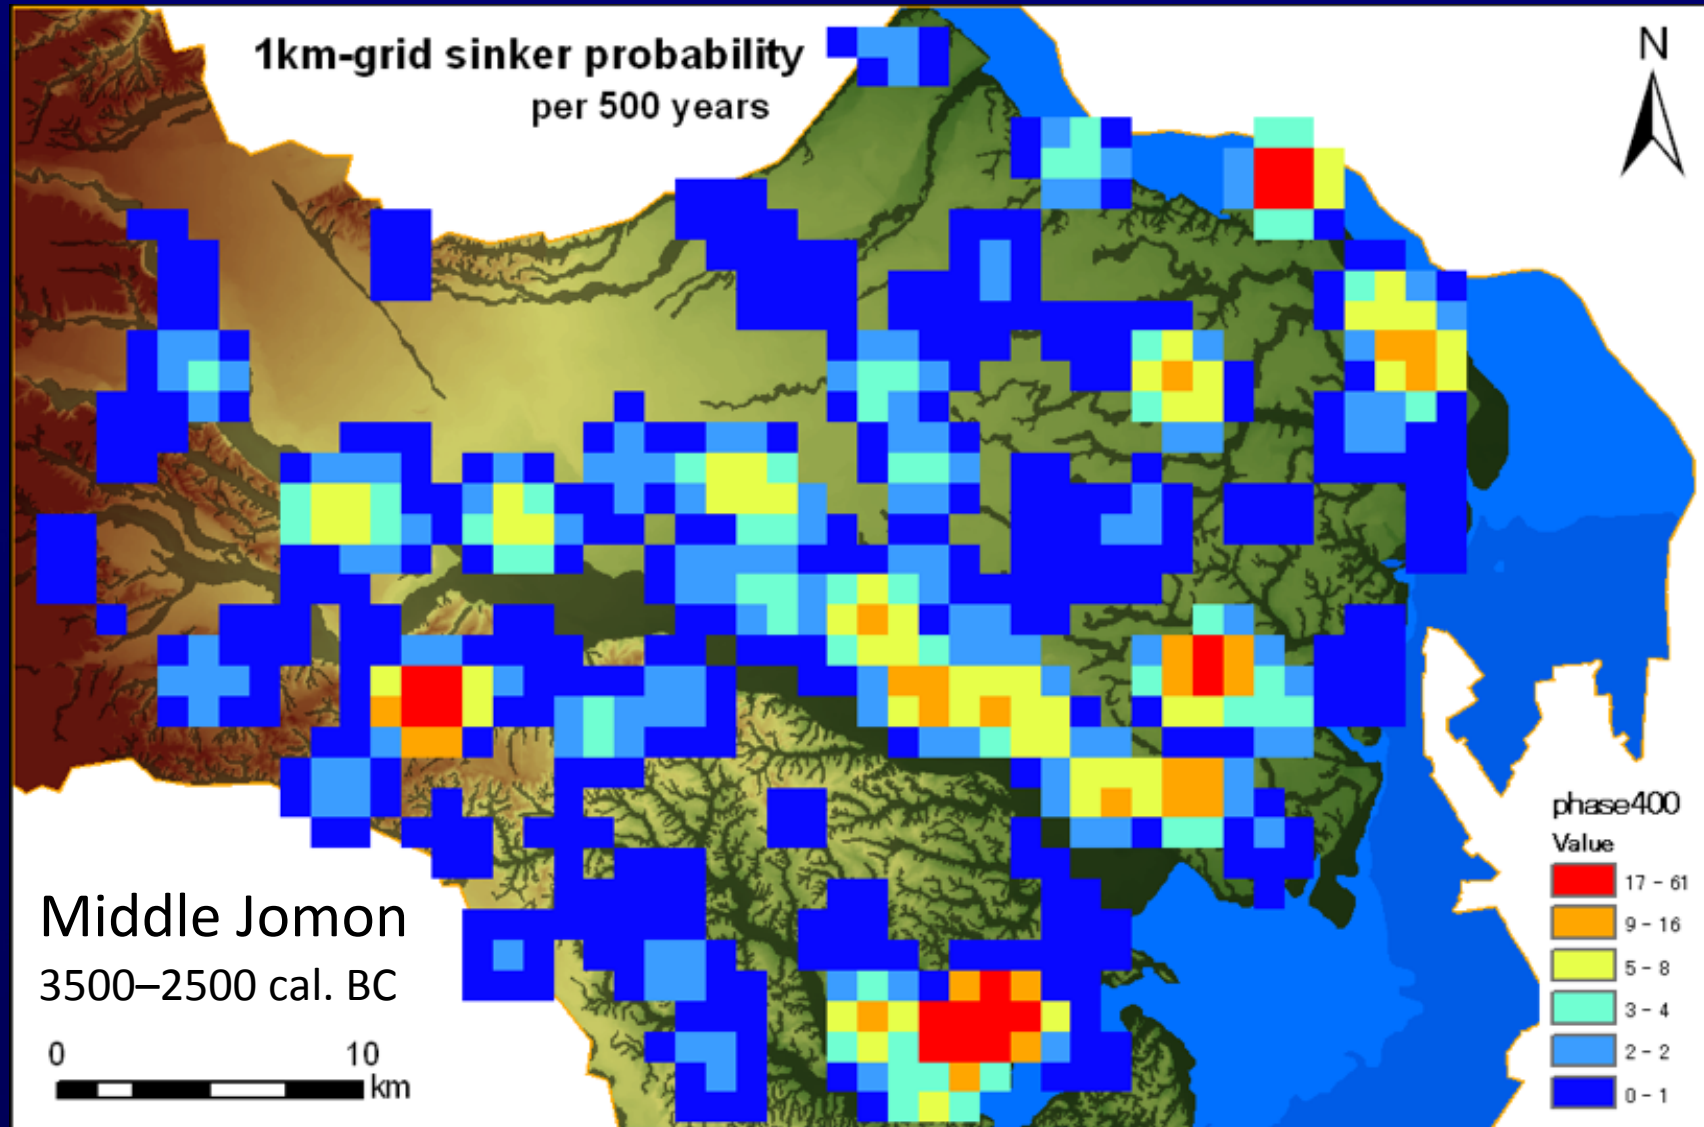 1km-grid sinker probability
per 500 years
N
Middle Jomon
3500–2500 cal. BC
0 10
km
phase400
Value
17 - 61
9 - 16
5 - 8
3 - 4
2 - 2
0 - 1